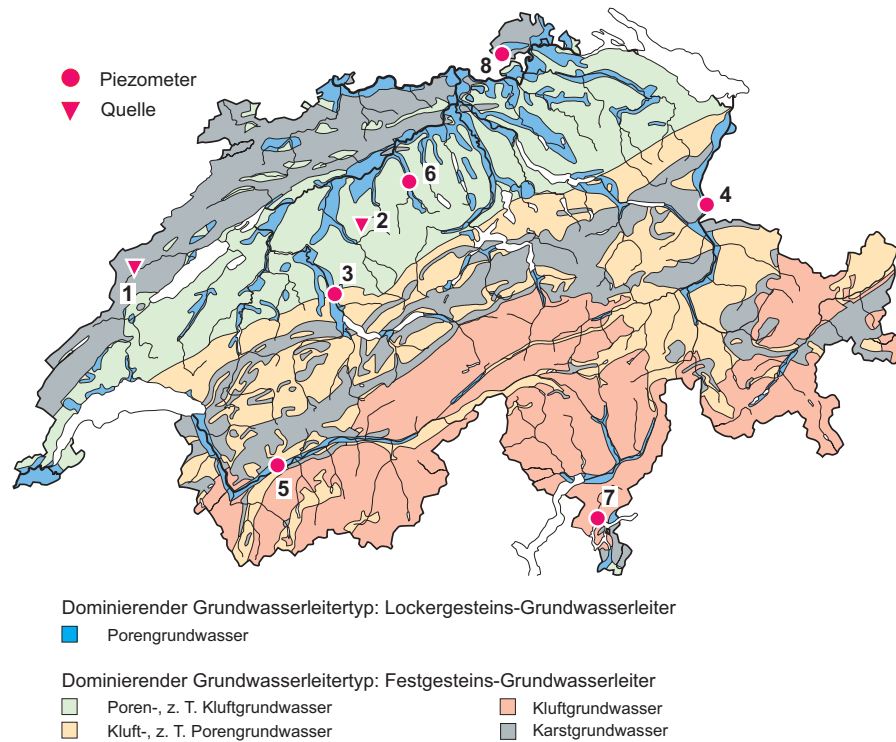 8
Piezometer
Quelle
6
4
2
1
3
5
7
Dominierender Grundwasserleitertyp: Lockergesteins-Grundwasserleiter
Porengrundwasser
Dominierender Grundwasserleitertyp: Festgesteins-Grundwasserleiter
Poren-, z. T. Kluftgrundwasser
Kluftgrundwasser
Kluft-, z. T. Porengrundwasser
Karstgrundwasser